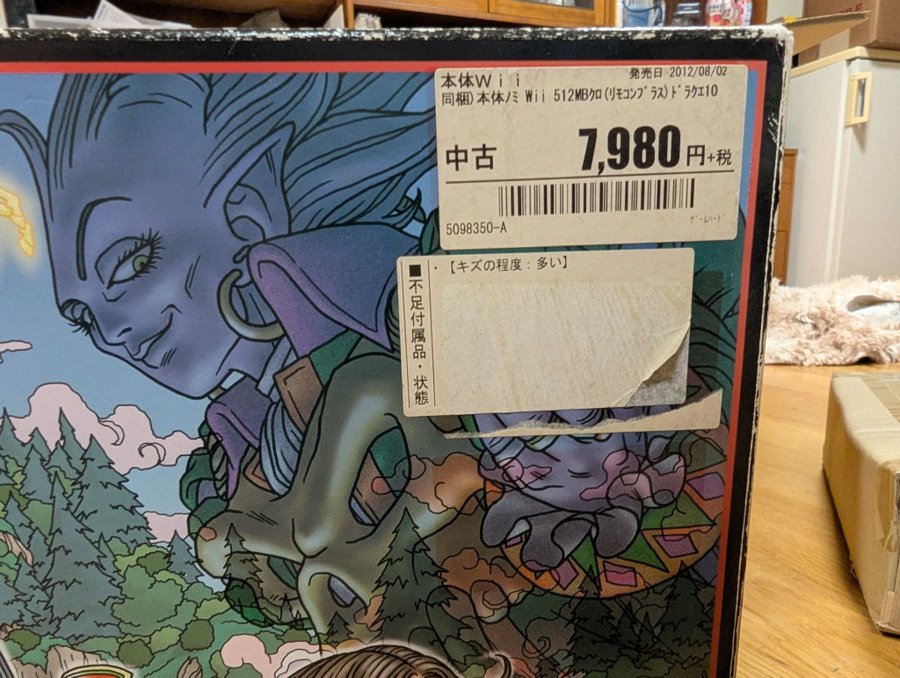 本体Wii
発売日 2012/08/02
同梱)本体ﾉﾐ Wii 512MBｸﾛ(ﾘﾓｺﾝﾌﾟﾗｽ)ﾄﾞﾗｸｴ10
中古 7,980円+税
5098350-A
ｹﾞｰﾑﾊｰﾄﾞ
■不足付属品・状態
・【キズの程度：多い】